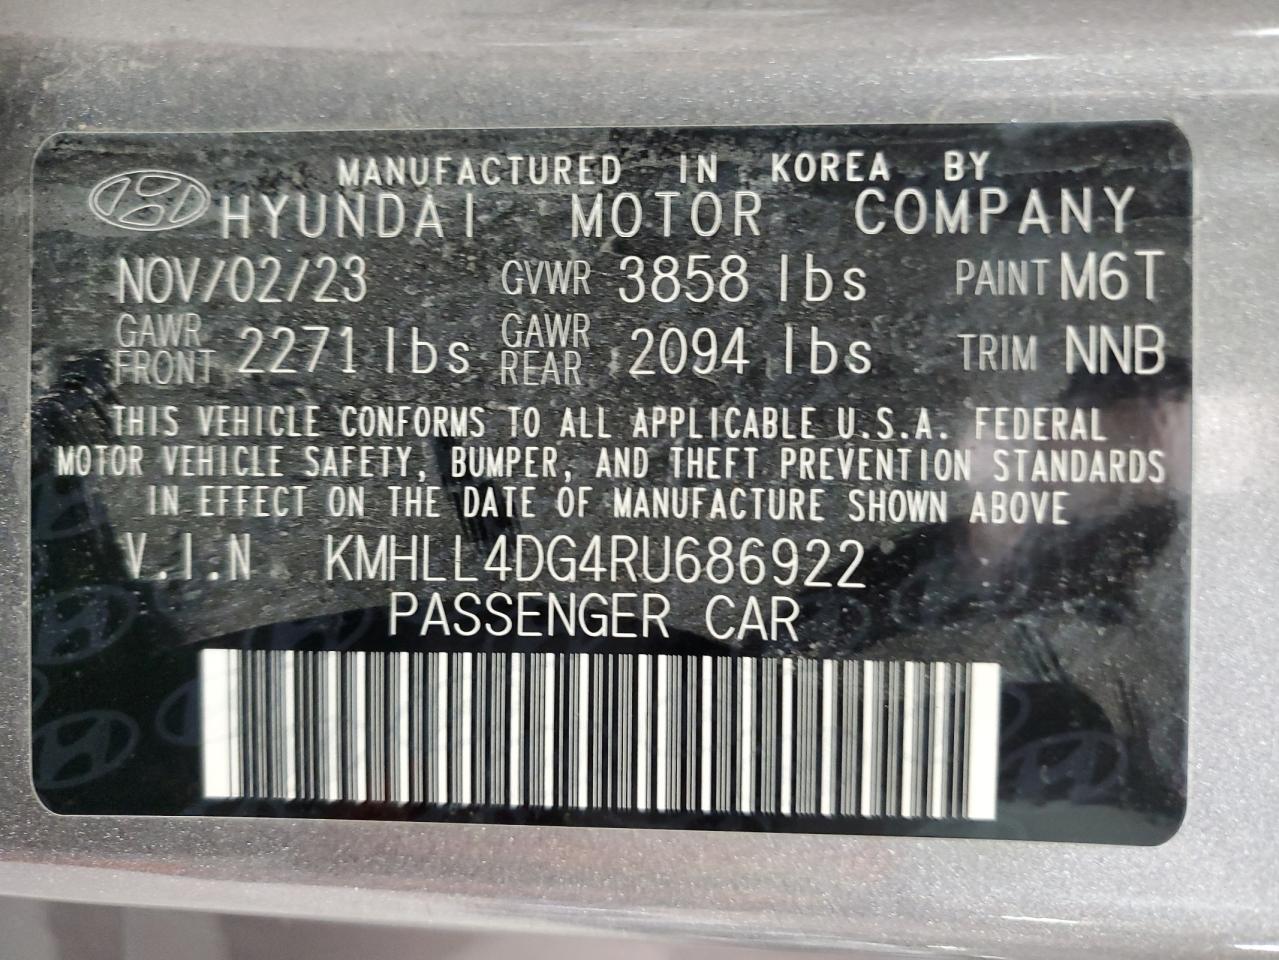 MANUFACTURED IN KOREA BY
HYUNDAI MOTOR COMPANY
NOV/02/23 GVWR 3858 lbs PAINT M6T
GAWR FRONT 2271 lbs GAWR REAR 2094 lbs TRIM NNB
THIS VEHICLE CONFORMS TO ALL APPLICABLE U.S.A. FEDERAL
MOTOR VEHICLE SAFETY, BUMPER, AND THEFT PREVENTION STANDARDS
IN EFFECT ON THE DATE OF MANUFACTURE SHOWN ABOVE
V.I.N KMHLL4DG4RU686922
PASSENGER CAR